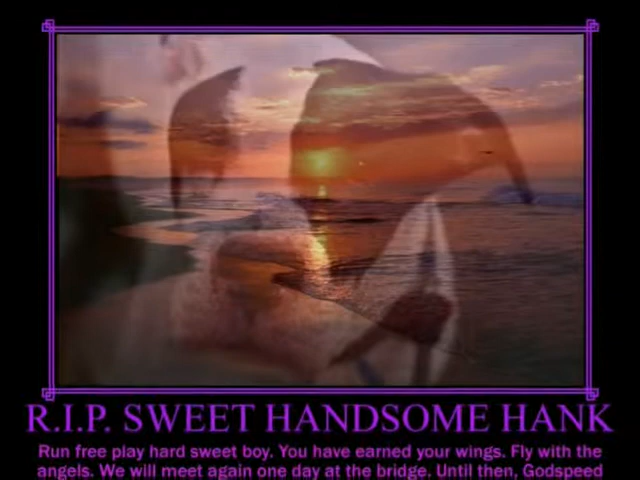 R.I.P. SWEET HANDSOME HANK
Run free play hard sweet boy. You have earned your wings. Fly with the
angels. We will meet again one day at the bridge. Until then, Godspeed